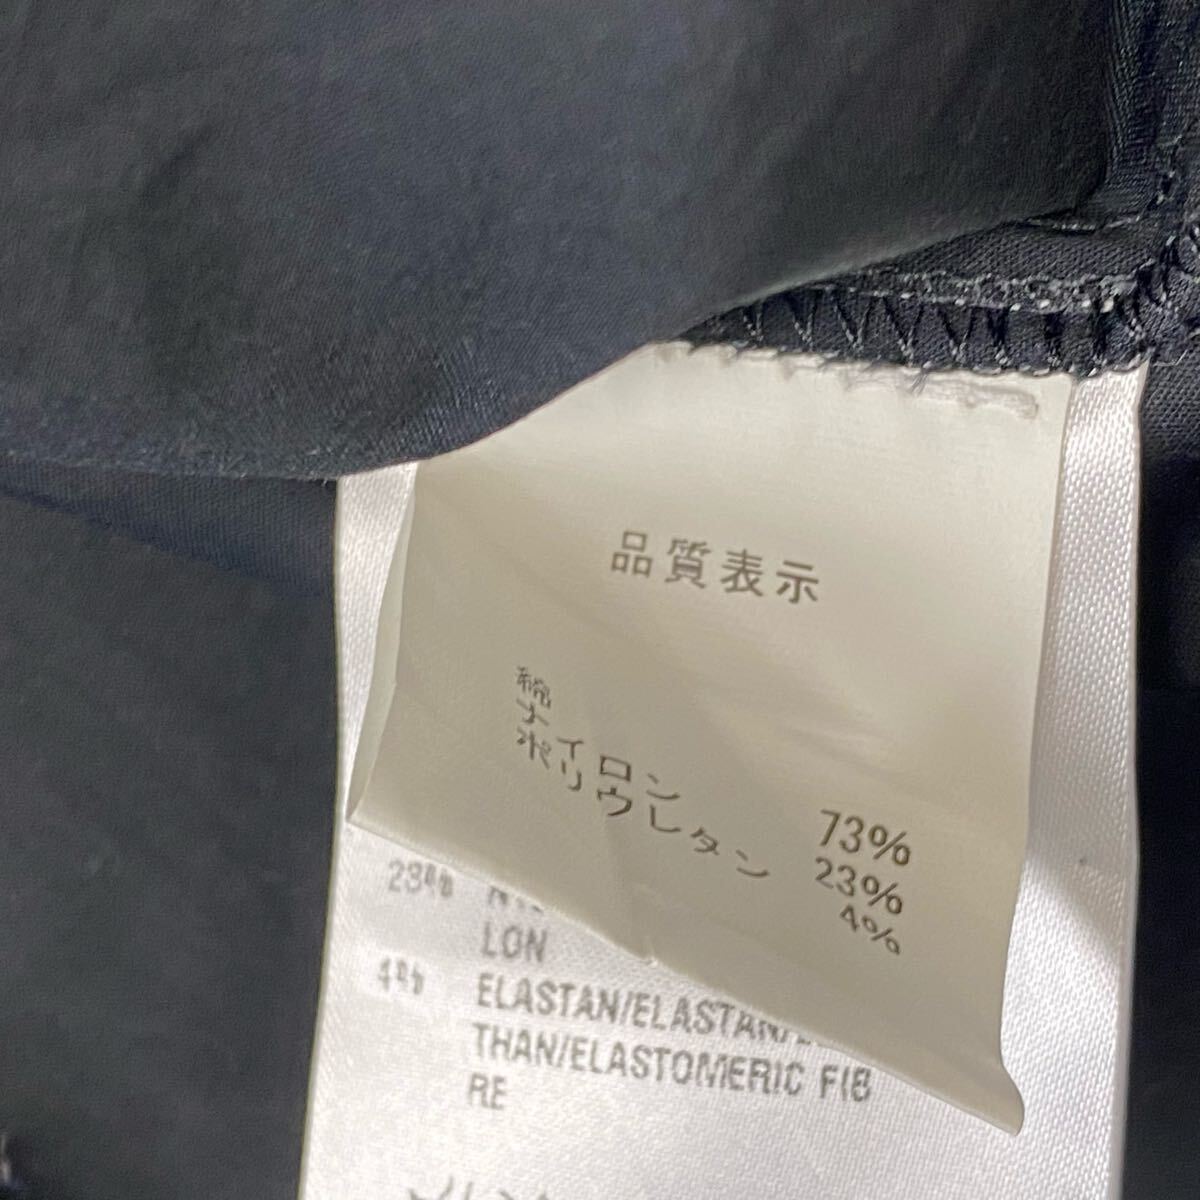 品質表示
綿 73%
ナイロン 23%
ポリウレタン 4%
23%
LON
4%
ELASTAN/ELASTAN/
THAN/ELASTOMERIC FIB
RE